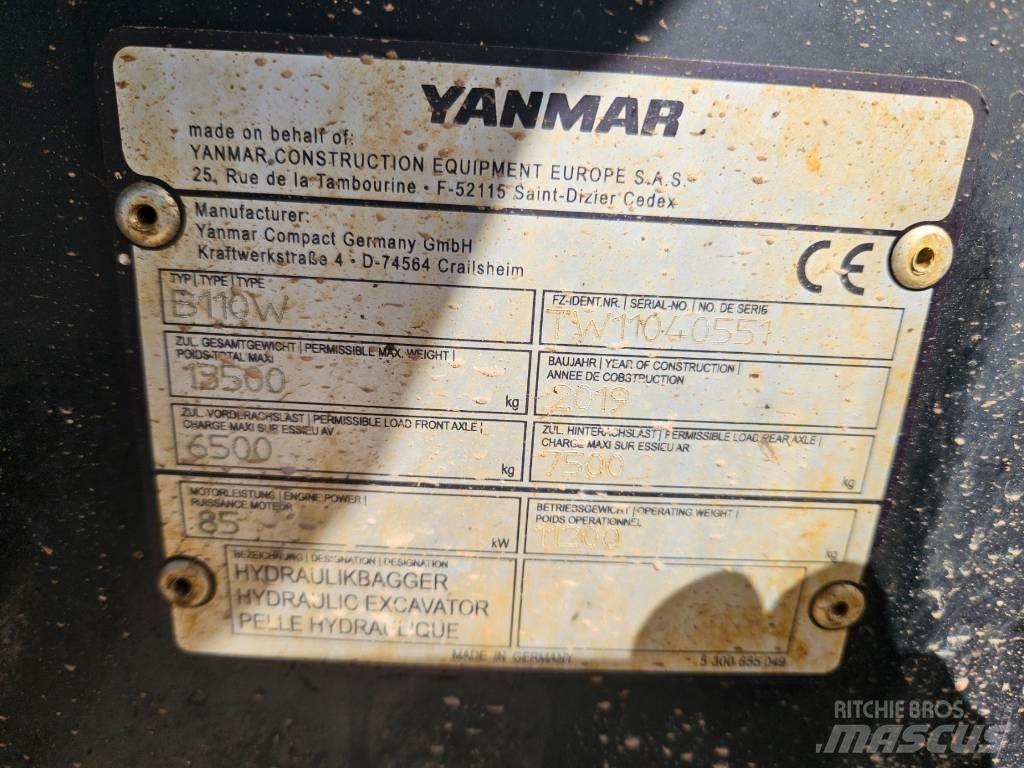 YANMAR
made on behalf of:
YANMAR CONSTRUCTION EQUIPMENT EUROPE S.A.S.
25, Rue de la Tambourine · F-52115 Saint-Dizier Cedex
Manufacturer:
Yanmar Compact Germany GmbH
Kraftwerkstraße 4 · D-74564 Crailsheim
CE
TYP | TYPE | TYPE
B110W
FZ-IDENT.NR. | SERIAL-NO. | NO. DE SERIE
TW11040551
ZUL. GESAMTGEWICHT | PERMISSIBLE MAX. WEIGHT |
POIDS TOTAL MAXI
13500
kg
BAUJAHR | YEAR OF CONSTRUCTION |
ANNEE DE COBSTRUCTION
2019
ZUL. VORDERACHSLAST | PERMISSIBLE LOAD FRONT AXLE |
CHARGE MAXI SUR ESSIEU AV
6500
kg
ZUL. HINTERACHSLAST | PERMISSIBLE LOAD REAR AXLE |
CHARGE MAXI SUR ESSIEU AR
7500
kg
MOTORLEISTUNG | ENGINE POWER |
PUISSANCE MOTEUR
85
kW
BETRIEBSGEWICHT | OPERATING WEIGHT |
POIDS OPERATIONNEL
11300
kg
BEZEICHNUNG | DESIGNATION | DESIGNATION
HYDRAULIKBAGGER
HYDRAULIC EXCAVATOR
PELLE HYDRAULIQUE
MADE IN GERMANY
5 300 655 049
RITCHIE BROS.
MASCUS